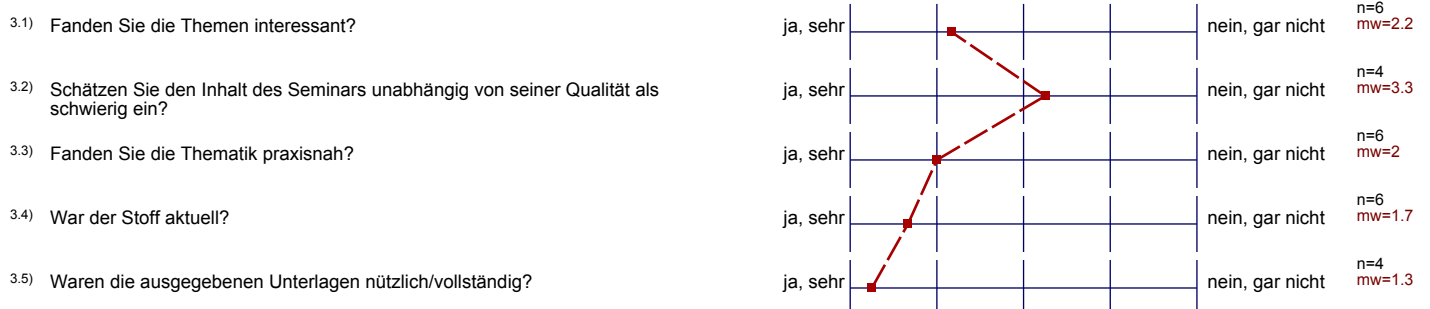 3.1) Fanden Sie die Themen interessant? ja, sehr nein, gar nicht n=6
mw=2.2
3.2) Schätzen Sie den Inhalt des Seminars unabhängig von seiner Qualität als ja, sehr nein, gar nicht n=4
schwierig ein? mw=3.3
3.3) Fanden Sie die Thematik praxisnah? ja, sehr nein, gar nicht n=6
mw=2
3.4) War der Stoff aktuell? ja, sehr nein, gar nicht n=6
mw=1.7
3.5) Waren die ausgegebenen Unterlagen nützlich/vollständig? ja, sehr nein, gar nicht n=4
mw=1.3